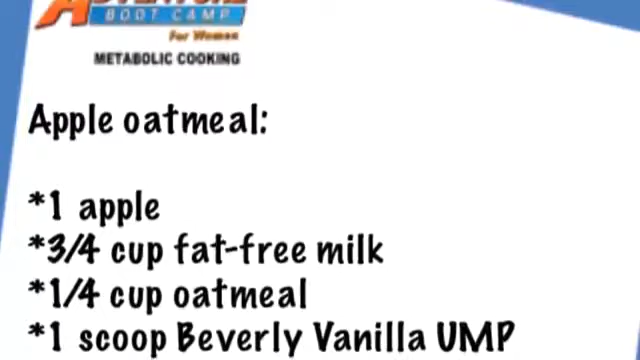 ADVENTURE
BOOT CAMP
For Women
METABOLIC COOKING
Apple oatmeal:
*1 apple
*3/4 cup fat-free milk
*1/4 cup oatmeal
*1 scoop Beverly Vanilla UMP